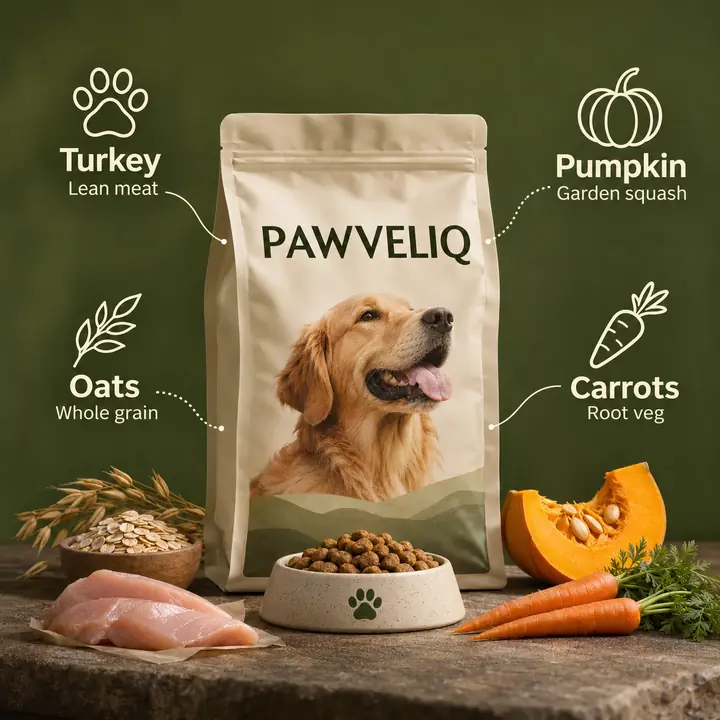 Turkey
Lean meat
Pumpkin
Garden squash
PAWVELIQ
Oats
Whole grain
Carrots
Root veg